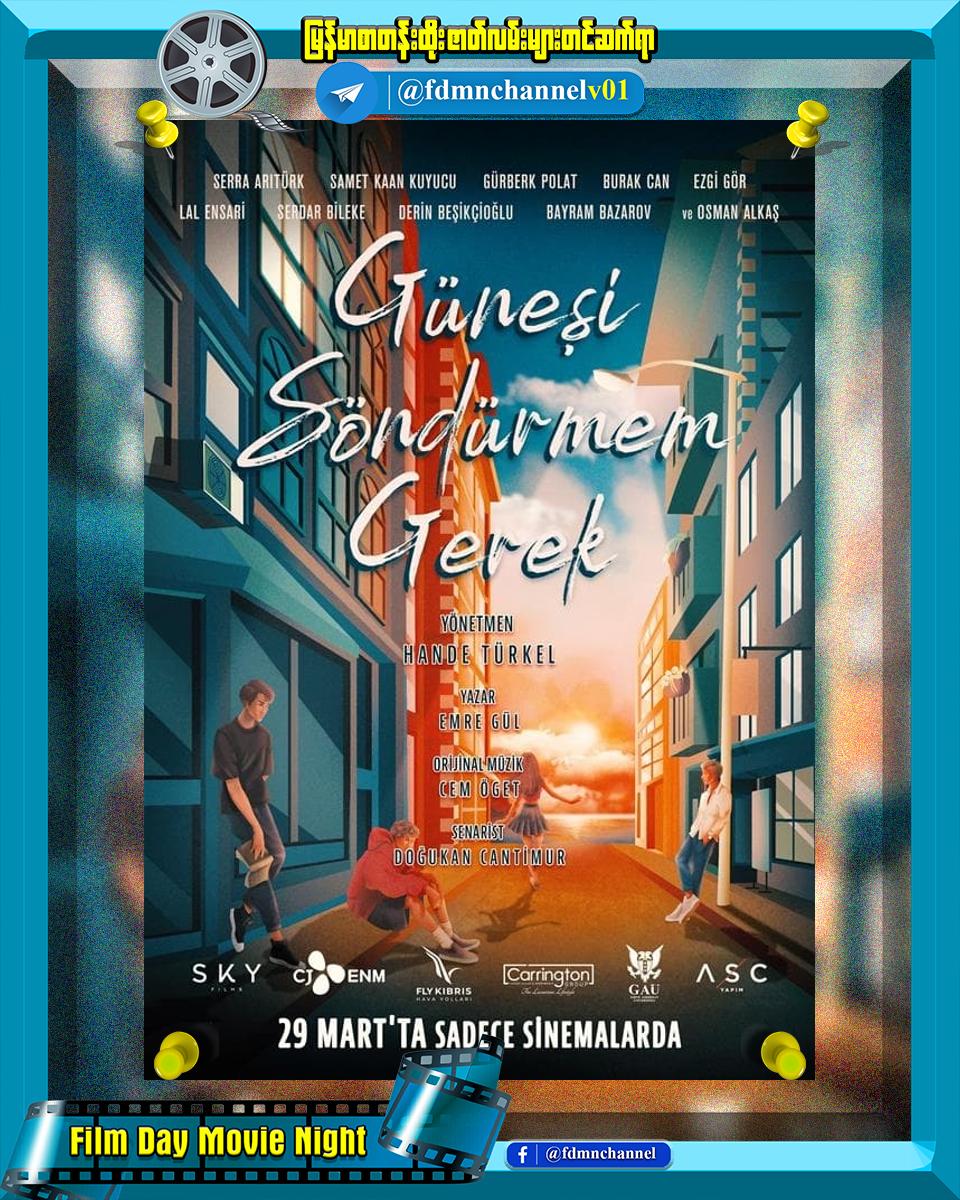 မြန်မာစာတန်းထိုးဇာတ်လမ်းများတင်ဆက်ရာ
@fdmnchannelv01
SERRA ARITÜRK SAMET KAAN KUYUCU GÜRBERK POLAT BURAK CAN EZGİ GÖR
LAL ENSARİ SERDAR BİLEKE DERİN BEŞİKÇİOĞLU BAYRAM BAZAROV ve OSMAN ALKAŞ
Güneşi
Söndürmem
Gerek
YÖNETMEN
HANDE TÜRKEL
YAZAR
EMRE GÜL
ORİJİNAL MÜZİK
CEM ÖGET
SENARİST
DOĞUKAN CANTİMUR
SKY FILMS CJ ENM FLY KIBRIS HAVA YOLLARI Carrington GROUP GAU ASC YAPIM
29 MART'TA SADECE SİNEMALARDA
Film Day Movie Night
f @fdmnchannel